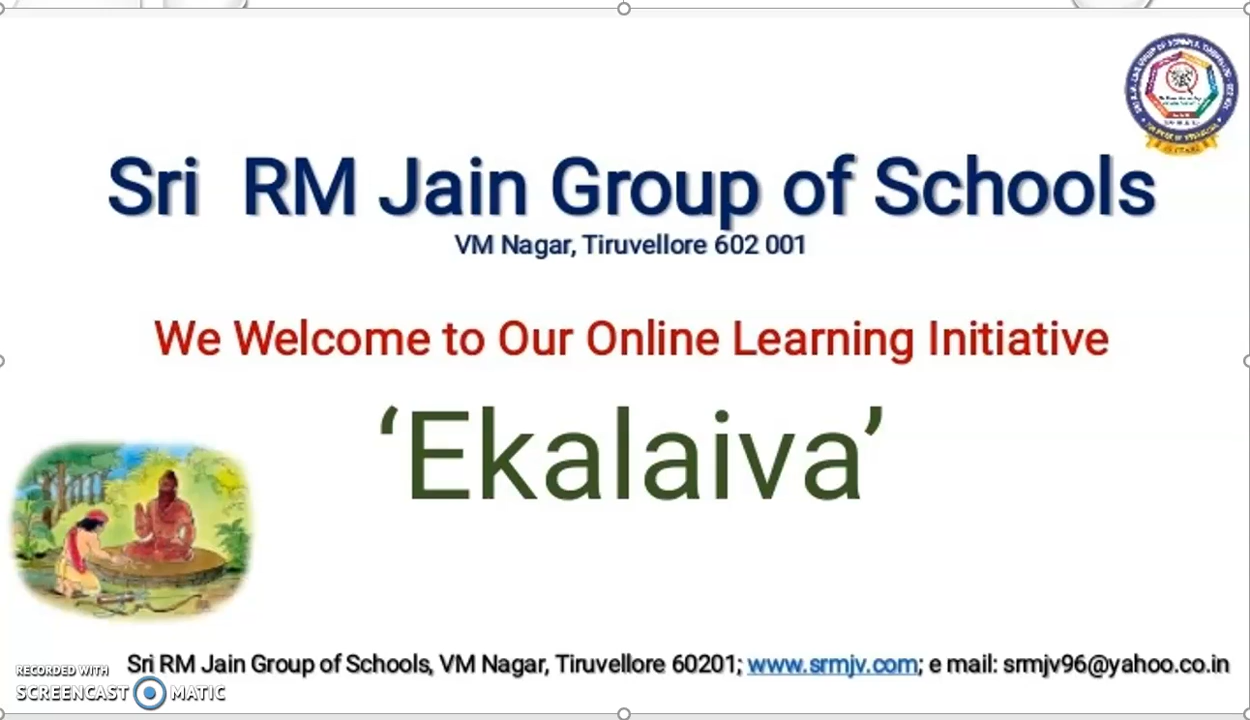 Sri RM Jain Group of Schools
VM Nagar, Tiruvellore 602 001
We Welcome to Our Online Learning Initiative
‘Ekalaiva’
Sri RM Jain Group of Schools, VM Nagar, Tiruvellore 60201; www.srmjv.com; e mail: srmjv96@yahoo.co.in
RECORDED WITH
SCREENCAST MATIC